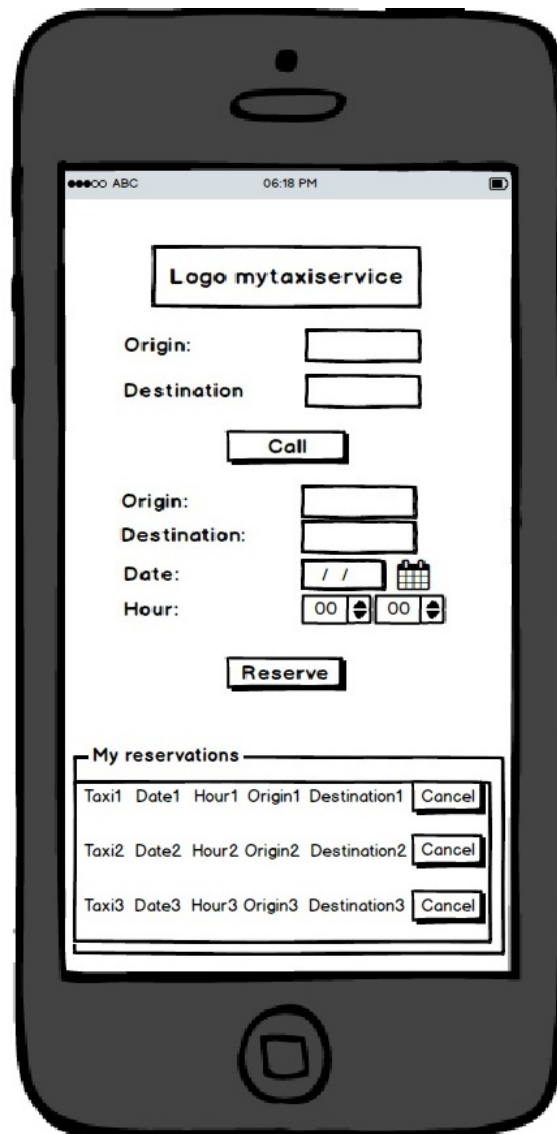 ABC 06:18 PM
Logo mytaxiservice
Origin:
Destination
Call
Origin:
Destination:
Date: / /
Hour: 00 00
Reserve
My reservations
Taxi1 Date1 Hour1 Origin1 Destination1 Cancel
Taxi2 Date2 Hour2 Origin2 Destination2 Cancel
Taxi3 Date3 Hour3 Origin3 Destination3 Cancel